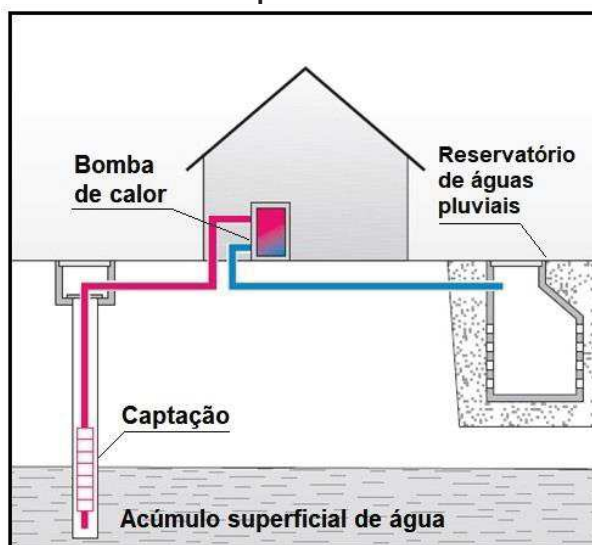 Bomba
de calor
Reservatório
de águas
pluviais
Captação
Acúmulo superficial de água